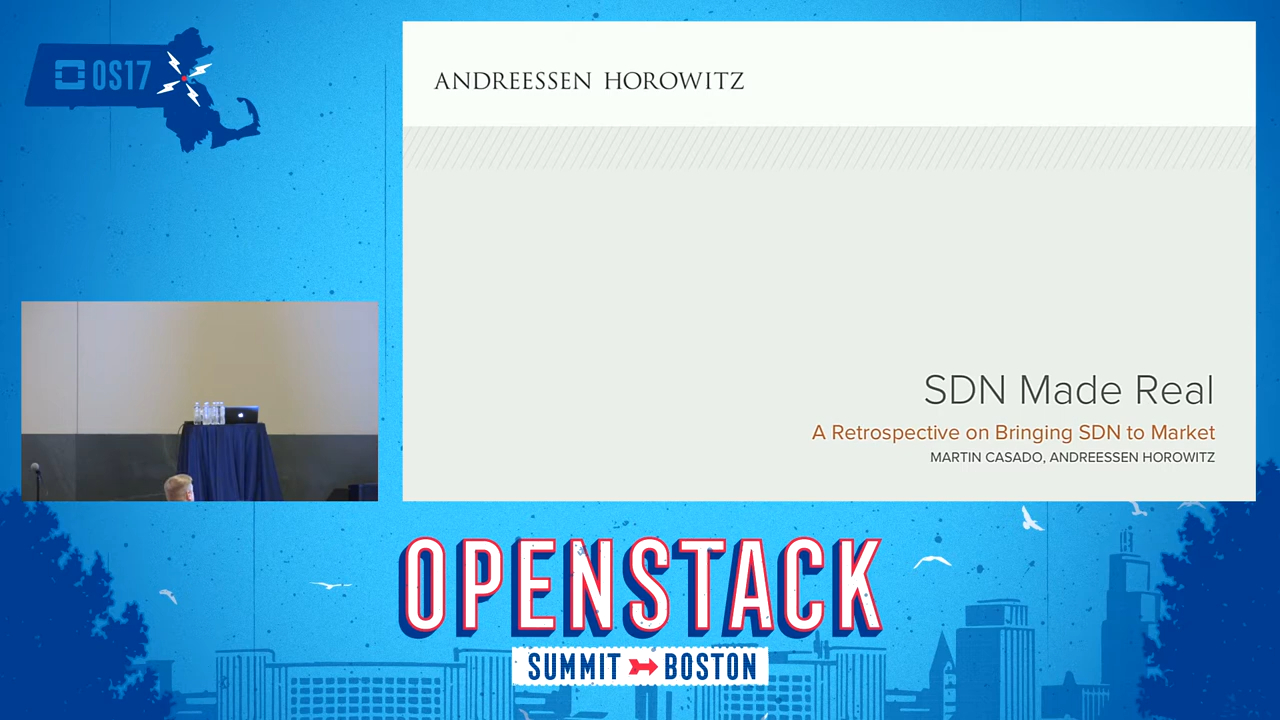 OS17
ANDREESSEN HOROWITZ
SDN Made Real
A Retrospective on Bringing SDN to Market
MARTIN CASADO, ANDREESSEN HOROWITZ
OPENSTACK
SUMMIT BOSTON